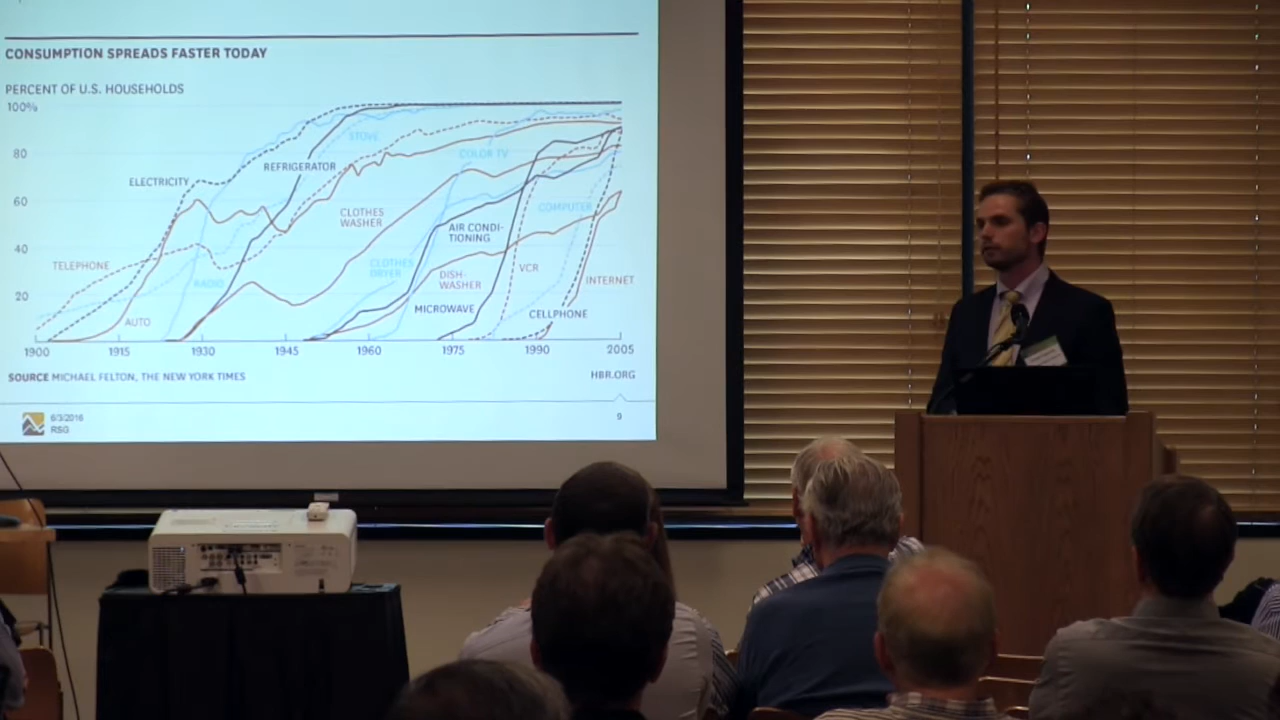 CONSUMPTION SPREADS FASTER TODAY
PERCENT OF U.S. HOUSEHOLDS
100%
80
60
40
20
STOVE
REFRIGERATOR
COLOR TV
ELECTRICITY
CLOTHES
WASHER
COMPUTER
AIR CONDI-
TIONING
TELEPHONE
CLOTHES
DRYER
VCR
RADIO
DISH-
WASHER
INTERNET
MICROWAVE
CELLPHONE
AUTO
1900 1915 1930 1945 1960 1975 1990 2005
SOURCE MICHAEL FELTON, THE NEW YORK TIMES
HBR.ORG
6/3/2016
RSG
9